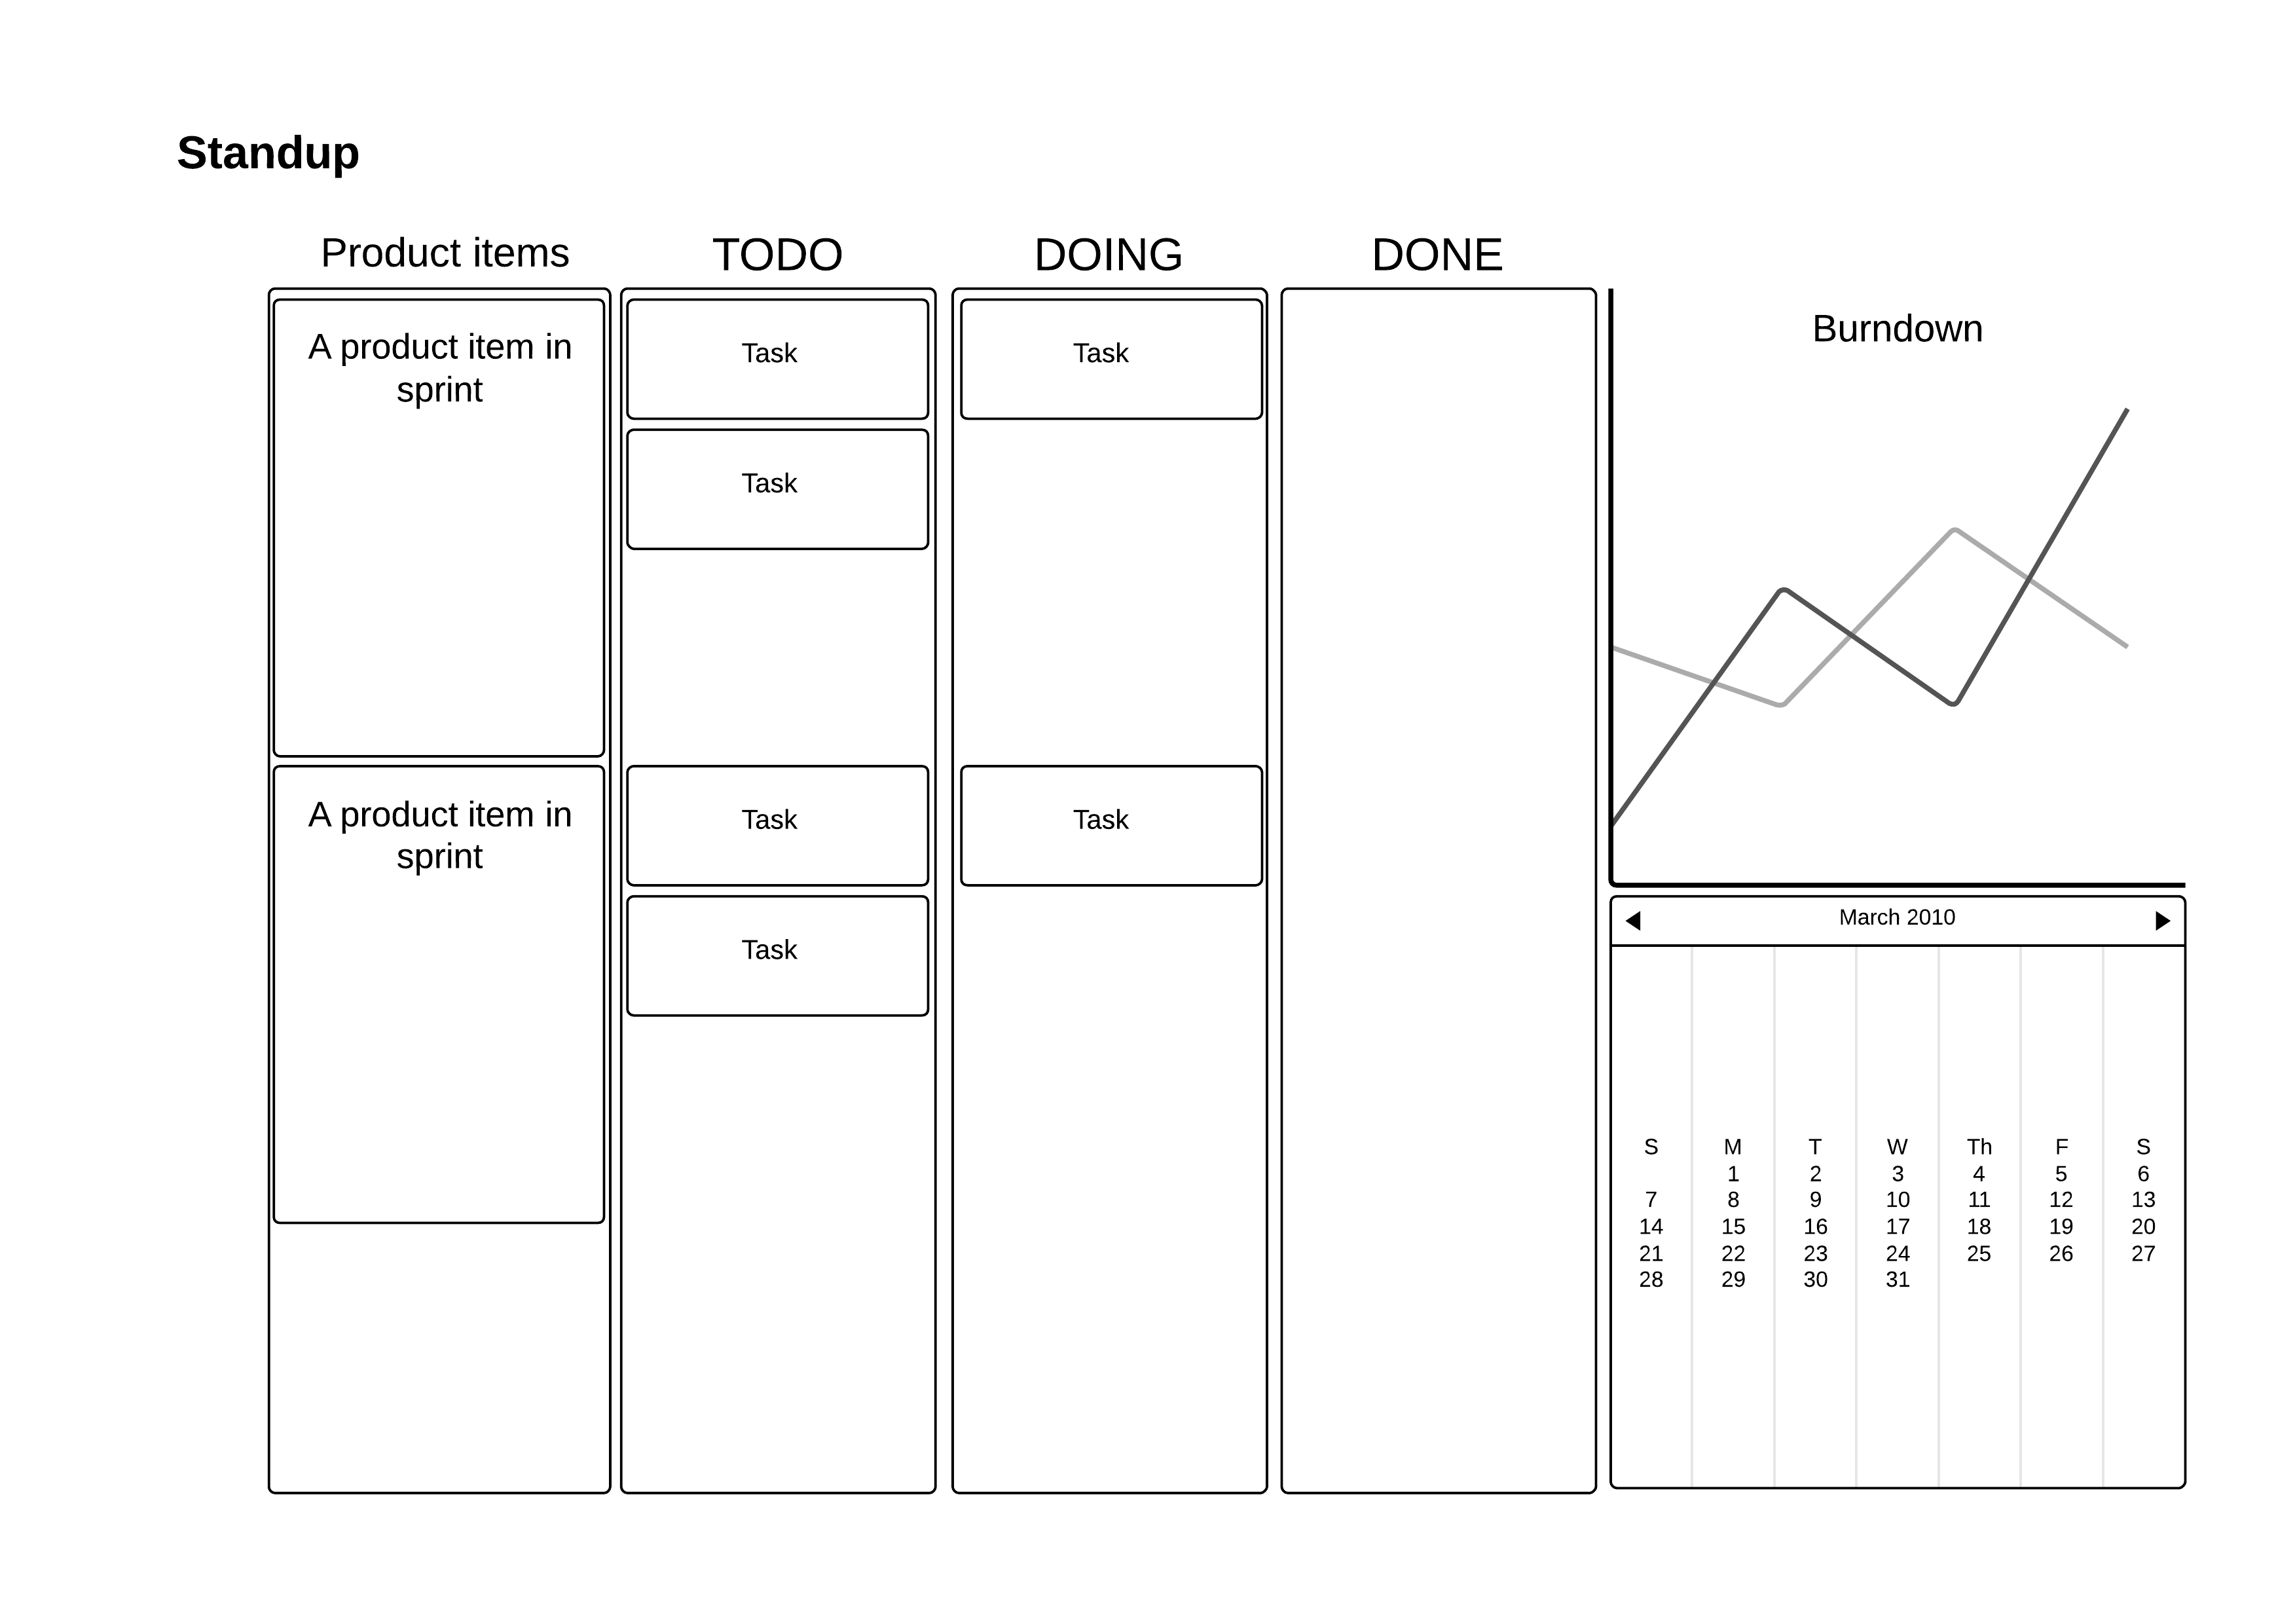 Standup
Product items
TODO
DOING
DONE
A product item in
sprint
Task
Task
Task
Burndown
A product item in
sprint
Task
Task
Task
March 2010
S M T W Th F S
1 2 3 4 5 6
7 8 9 10 11 12 13
14 15 16 17 18 19 20
21 22 23 24 25 26 27
28 29 30 31